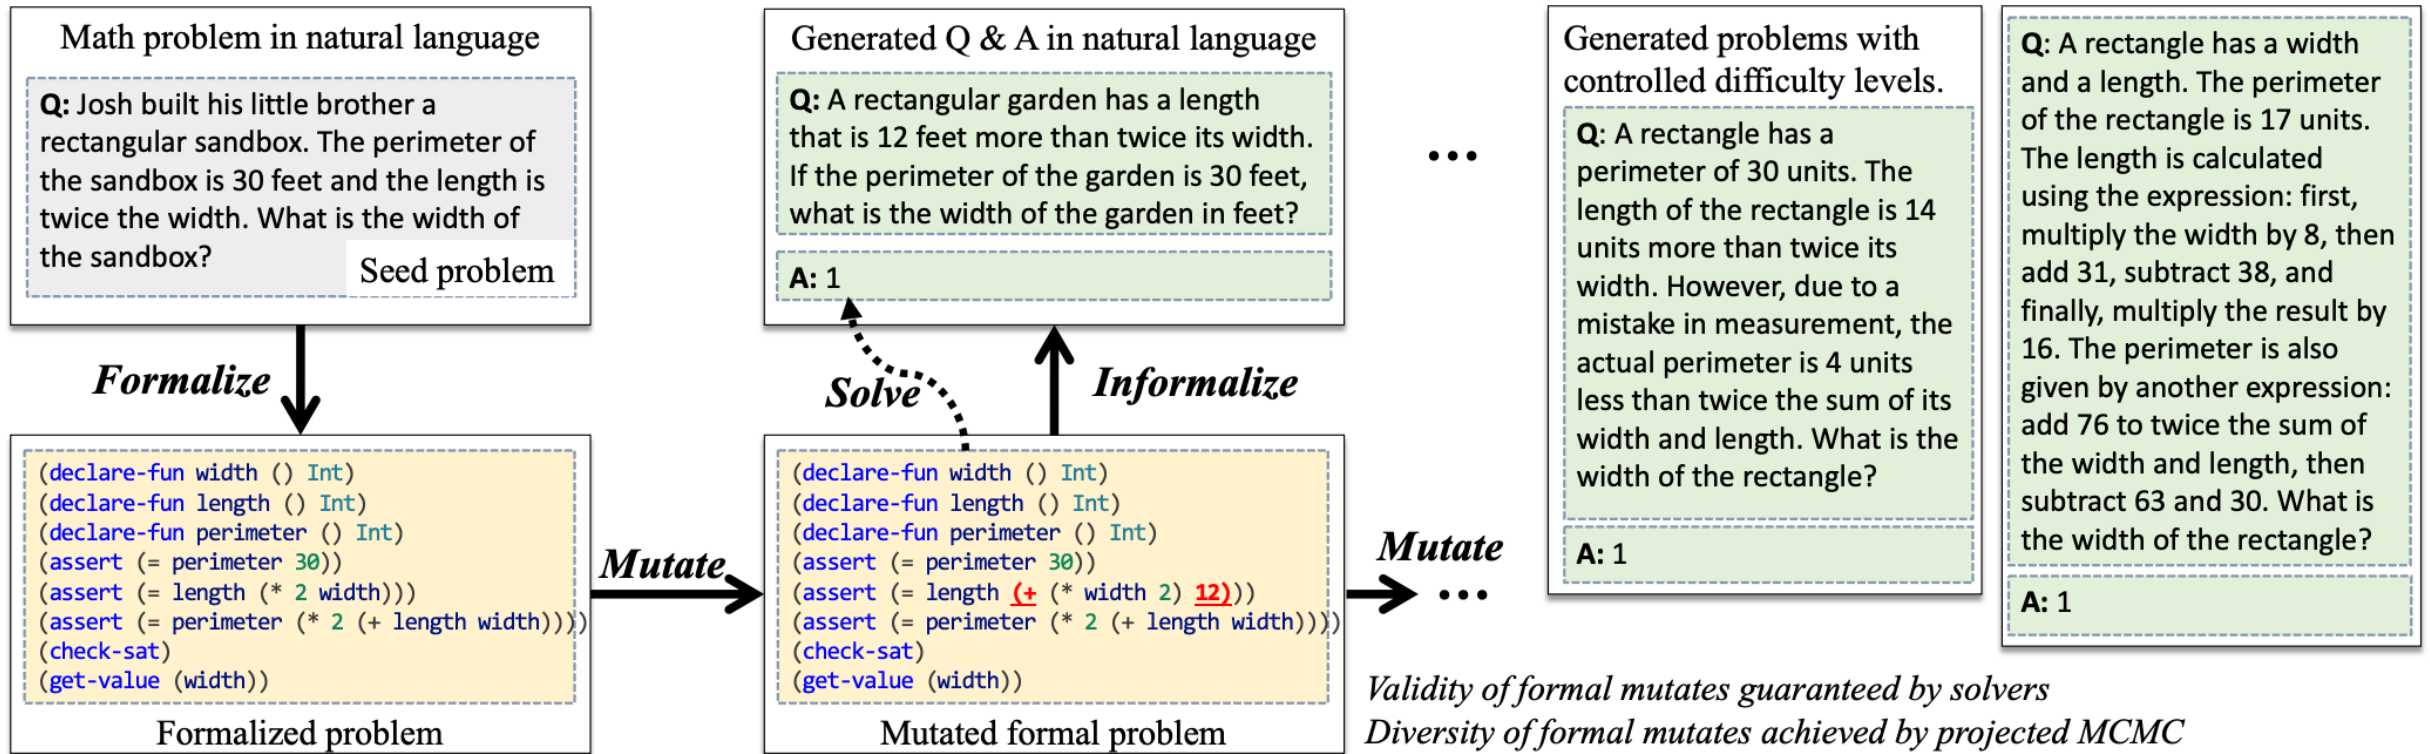 Math problem in natural language
Q: Josh built his little brother a
rectangular sandbox. The perimeter of
the sandbox is 30 feet and the length is
twice the width. What is the width of
the sandbox?
Seed problem
Formalize
(declare-fun width () Int)
(declare-fun length () Int)
(declare-fun perimeter () Int)
(assert (= perimeter 30))
(assert (= length (* 2 width)))
(assert (= perimeter (* 2 (+ length width))))
(check-sat)
(get-value (width))
Formalized problem
Mutate
Generated Q & A in natural language
Q: A rectangular garden has a length
that is 12 feet more than twice its width.
If the perimeter of the garden is 30 feet,
what is the width of the garden in feet?
A: 1
Solve
Informalize
(declare-fun width () Int)
(declare-fun length () Int)
(declare-fun perimeter () Int)
(assert (= perimeter 30))
(assert (= length (+ (* width 2) 12)))
(assert (= perimeter (* 2 (+ length width))))
(check-sat)
(get-value (width))
Mutated formal problem
...
Mutate
...
Generated problems with
controlled difficulty levels.
Q: A rectangle has a
perimeter of 30 units. The
length of the rectangle is 14
units more than twice its
width. However, due to a
mistake in measurement, the
actual perimeter is 4 units
less than twice the sum of its
width and length. What is the
width of the rectangle?
A: 1
Q: A rectangle has a width
and a length. The perimeter
of the rectangle is 17 units.
The length is calculated
using the expression: first,
multiply the width by 8, then
add 31, subtract 38, and
finally, multiply the result by
16. The perimeter is also
given by another expression:
add 76 to twice the sum of
the width and length, then
subtract 63 and 30. What is
the width of the rectangle?
A: 1
Validity of formal mutates guaranteed by solvers
Diversity of formal mutates achieved by projected MCMC